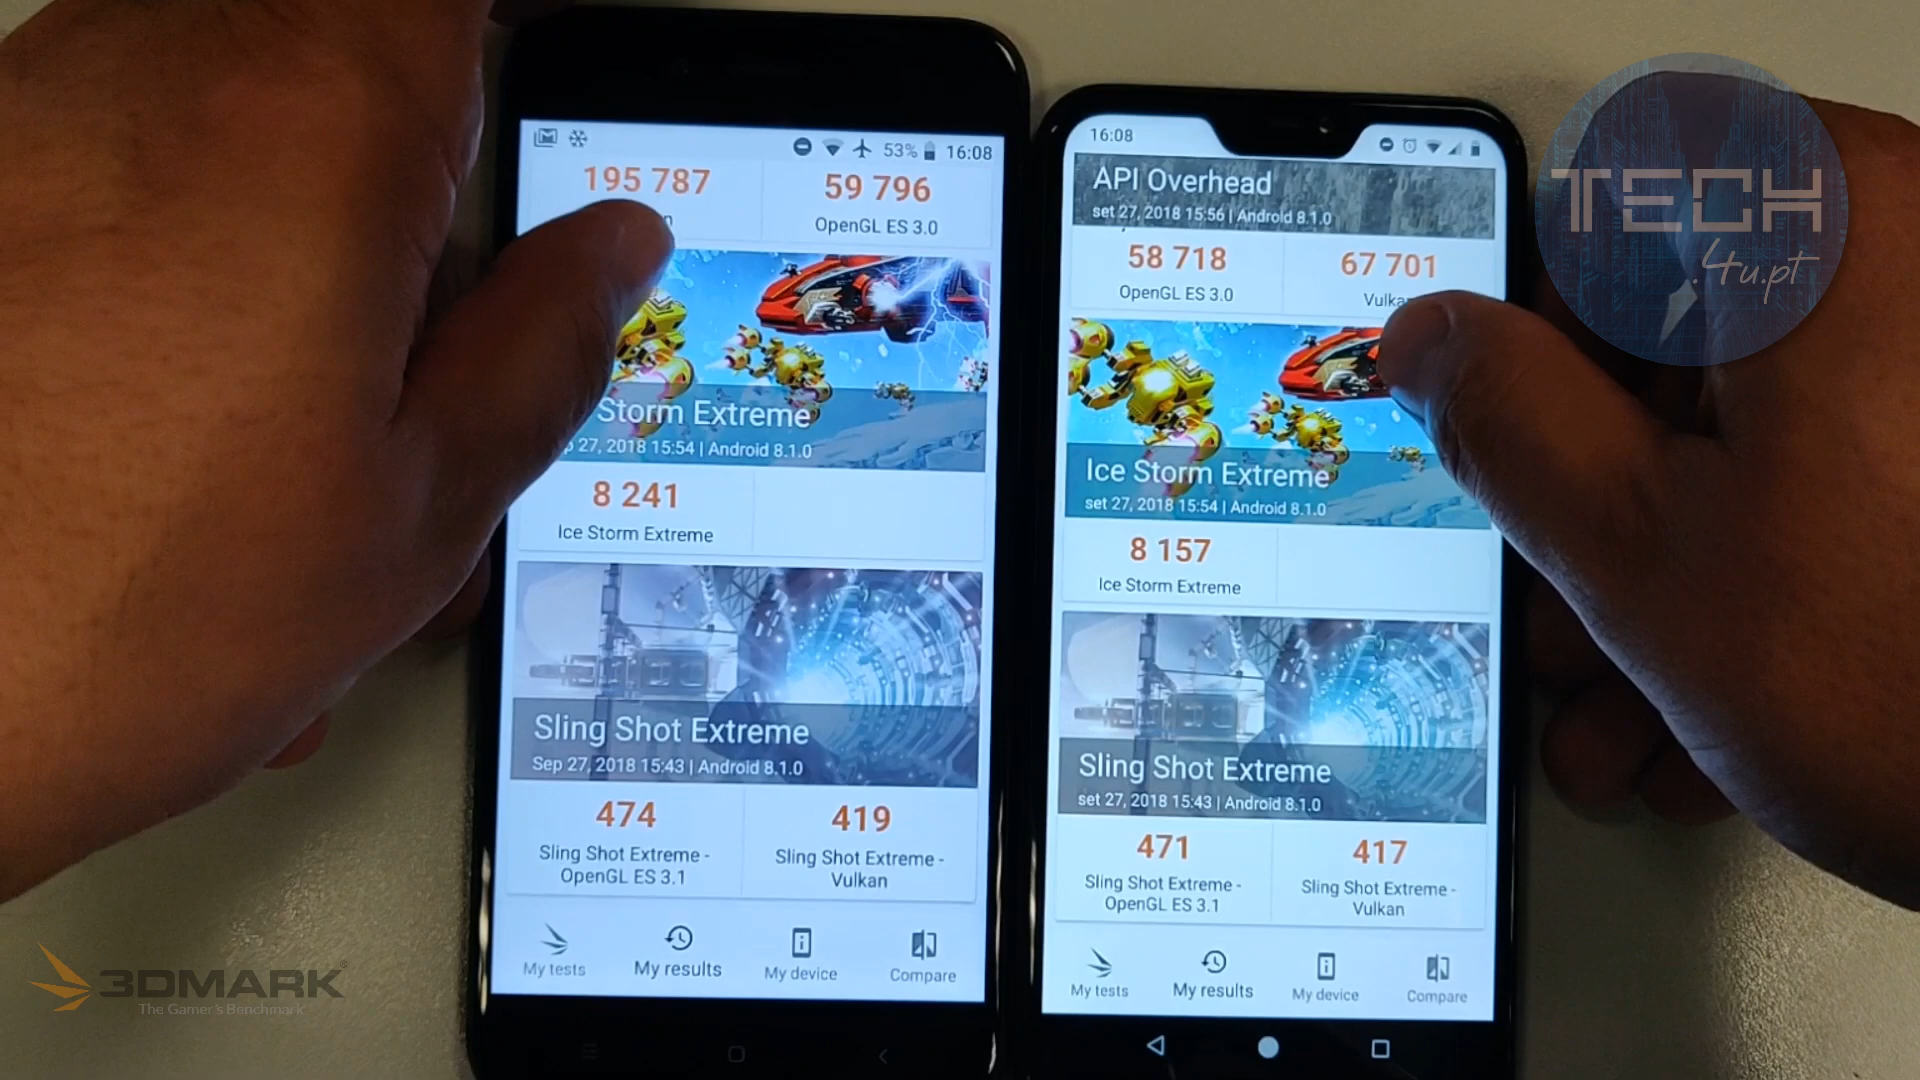 53% 16:08
195 787
59 796
OpenGL ES 3.0
Storm Extreme
27, 2018 15:54 | Android 8.1.0
8 241
Ice Storm Extreme
Sling Shot Extreme
Sep 27, 2018 15:43 | Android 8.1.0
474
Sling Shot Extreme -
OpenGL ES 3.1
419
Sling Shot Extreme -
Vulkan
My tests
My results
My device
Compare
16:08
API Overhead
set 27, 2018 15:56 | Android 8.1.0
58 718
OpenGL ES 3.0
67 701
Ice Storm Extreme
set 27, 2018 15:54 | Android 8.1.0
8 157
Ice Storm Extreme
Sling Shot Extreme
set 27, 2018 15:43 | Android 8.1.0
471
Sling Shot Extreme -
OpenGL ES 3.1
417
Sling Shot Extreme -
Vulkan
My tests
My results
My device
Compare
TECH
.4u.pt
3DMARK®
The Gamer's Benchmark